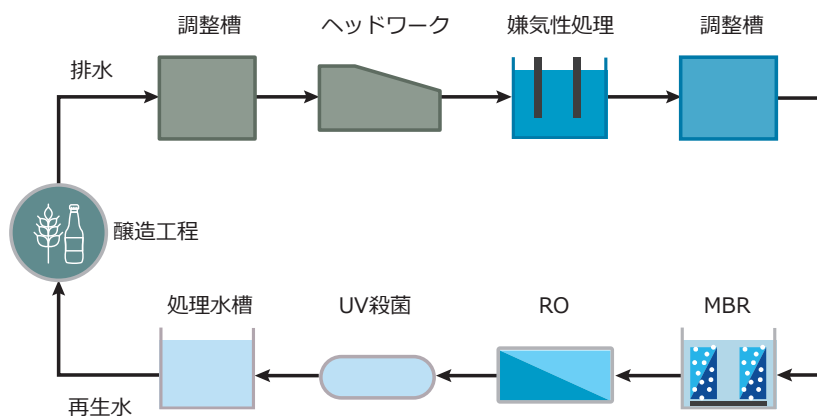 調整槽
ヘッドワーク
嫌気性処理
調整槽
排水
醸造工程
処理水槽
UV殺菌
RO
MBR
再生水